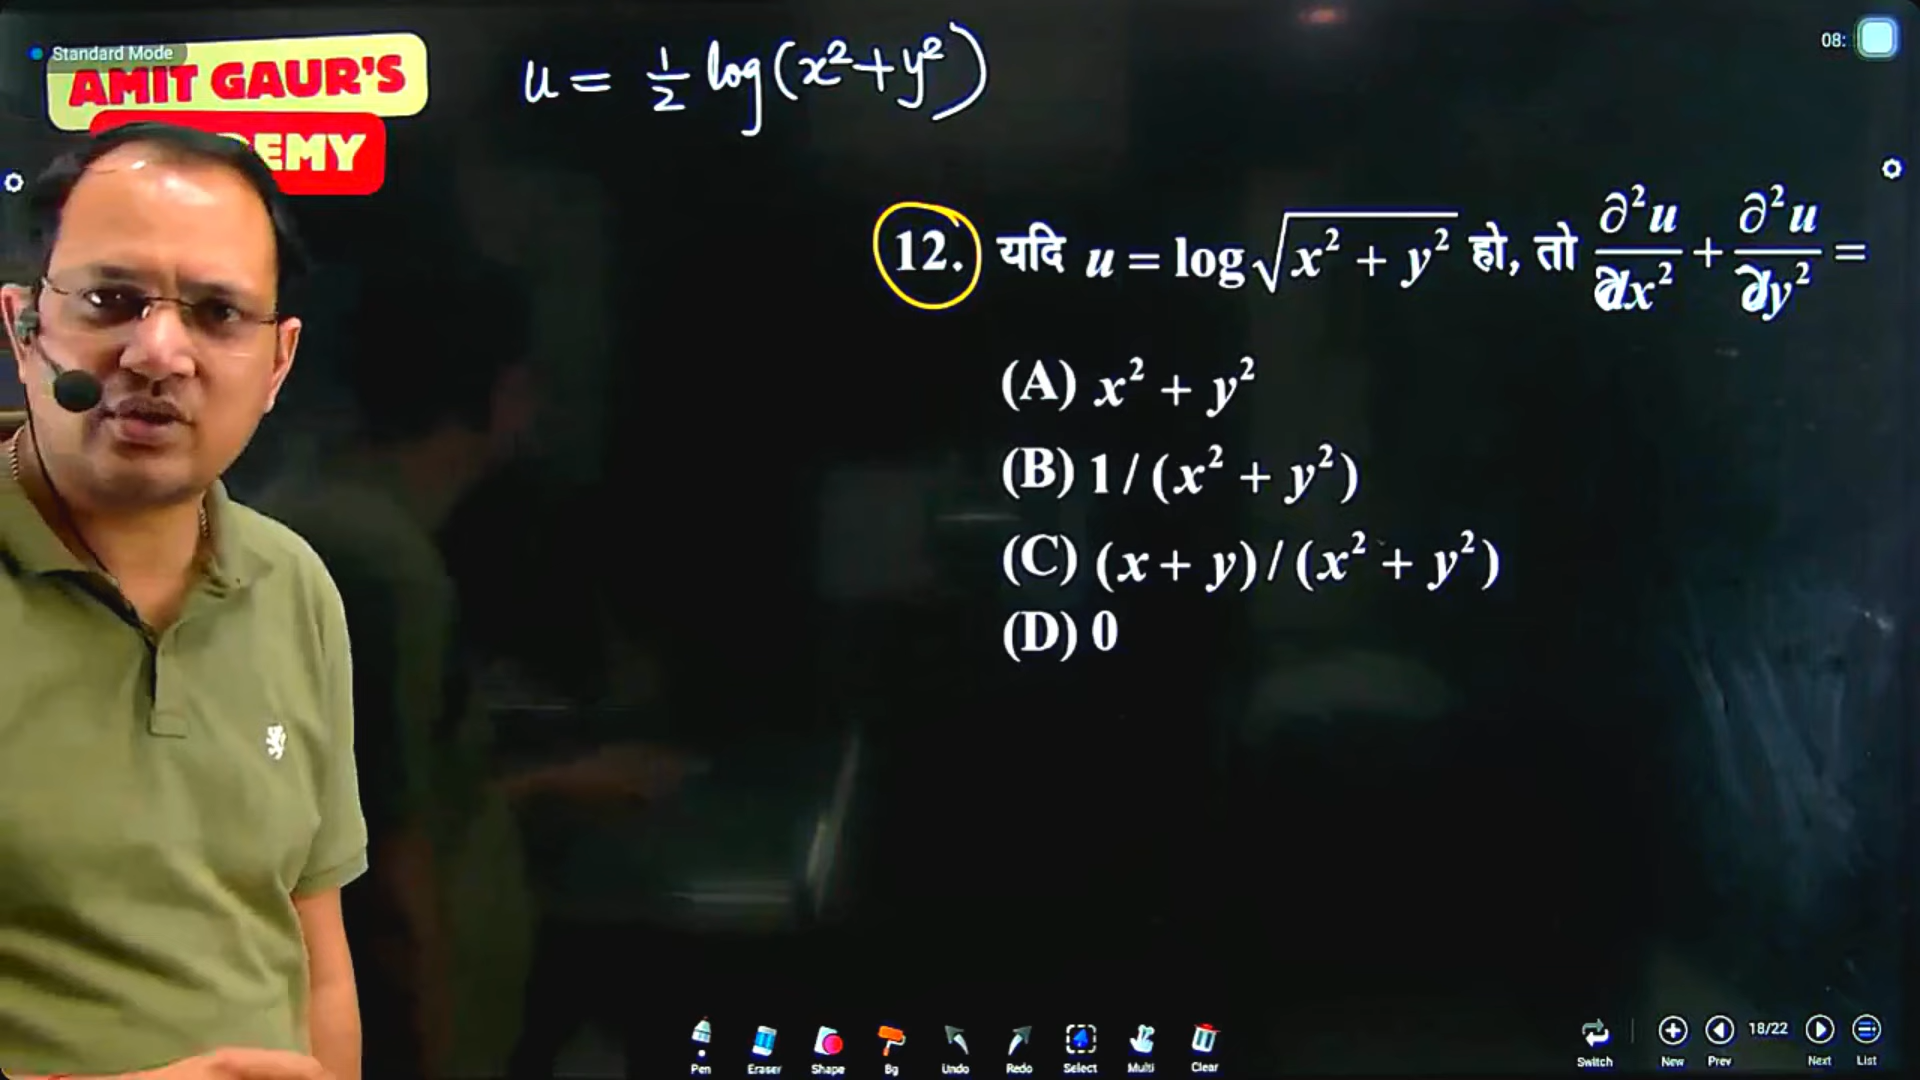 Standard Mode
AMIT GAUR'S
EMY
08:
u = 1/2 log(x²+y²)
12. यदि u = log√(x² + y²) हो, तो ∂²u/∂x² + ∂²u/∂y² =
(A) x² + y²
(B) 1 / (x² + y²)
(C) (x + y) / (x² + y²)
(D) 0
Pen Eraser Shape Bg Undo Redo Select Multi Clear
Switch New Prev 18/22 Next List